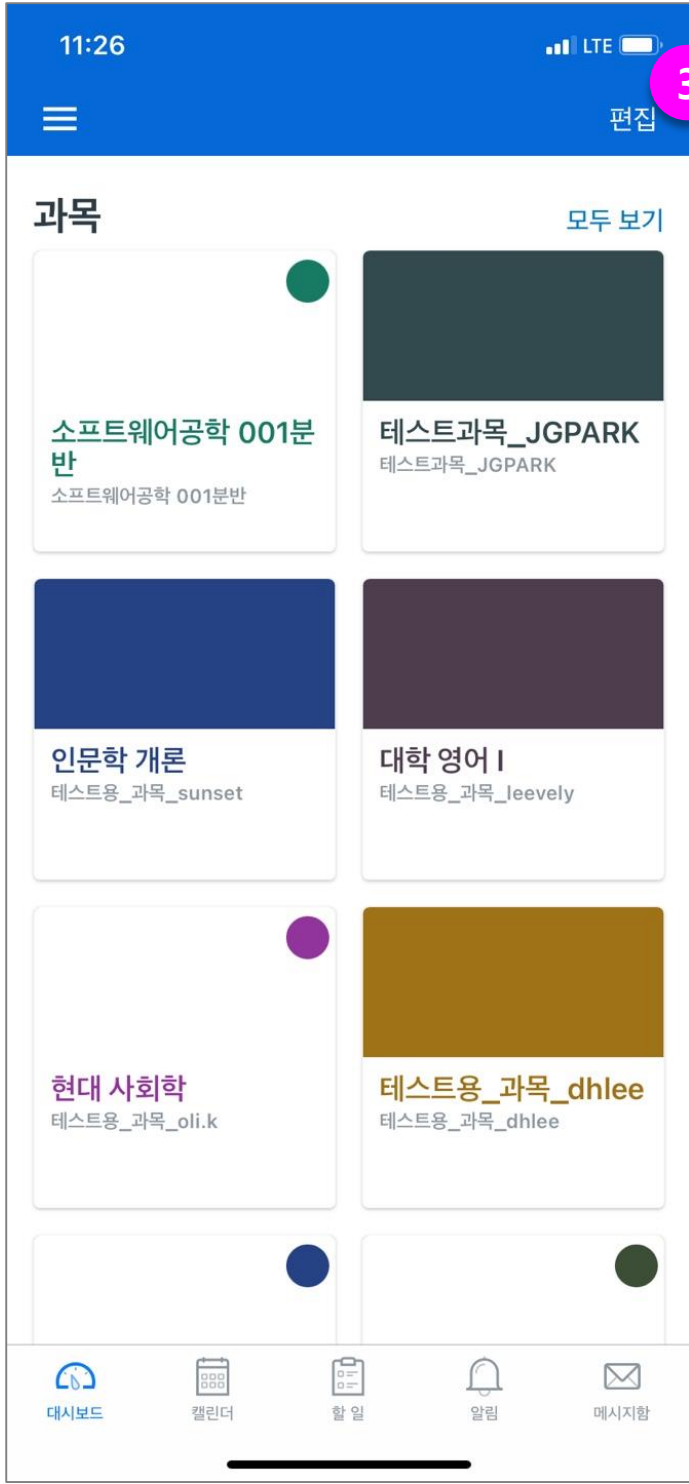 11:26
LTE
3
편집
과목
모두 보기
소프트웨어공학 001분
반
소프트웨어공학 001분반
테스트과목_JGPARK
테스트과목_JGPARK
인문학 개론
테스트용_과목_sunset
대학 영어 I
테스트용_과목_leevely
현대 사회학
테스트용_과목_oli.k
테스트용_과목_dhlee
테스트용_과목_dhlee
대시보드
캘린더
할 일
알림
메시지함